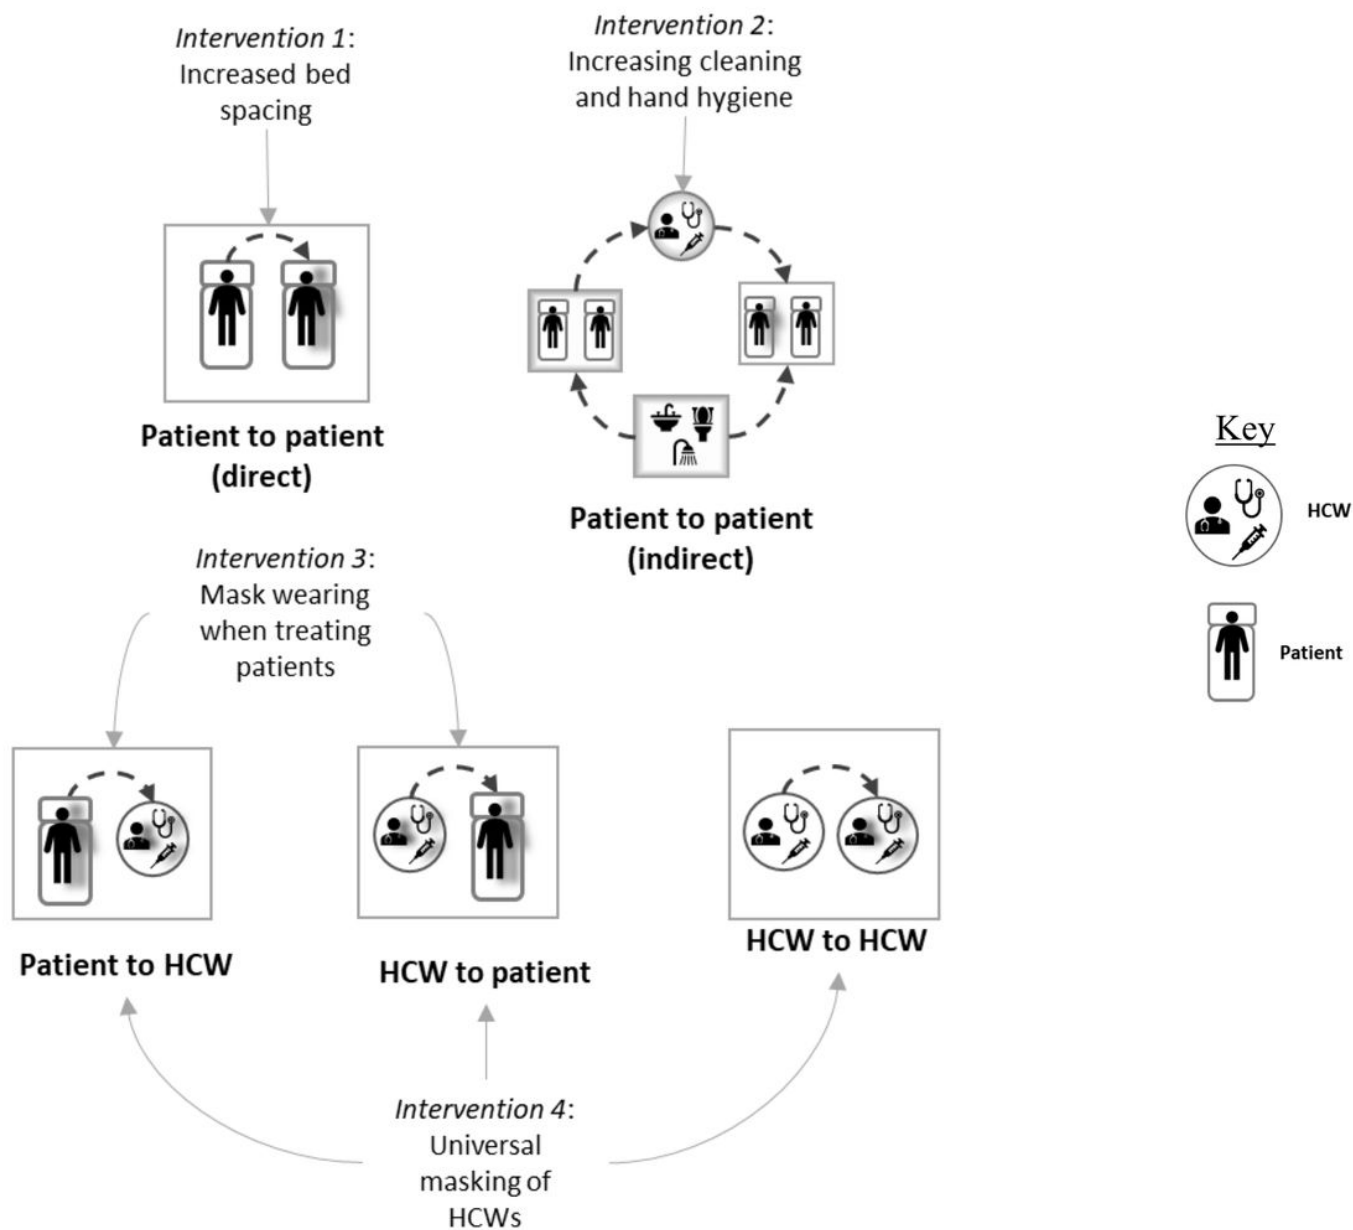 Intervention 1:
Increased bed
spacing
Intervention 2:
Increasing cleaning
and hand hygiene
Patient to patient
(direct)
Patient to patient
(indirect)
Key
HCW
Patient
Intervention 3:
Mask wearing
when treating
patients
Patient to HCW
HCW to patient
HCW to HCW
Intervention 4:
Universal
masking of
HCWs